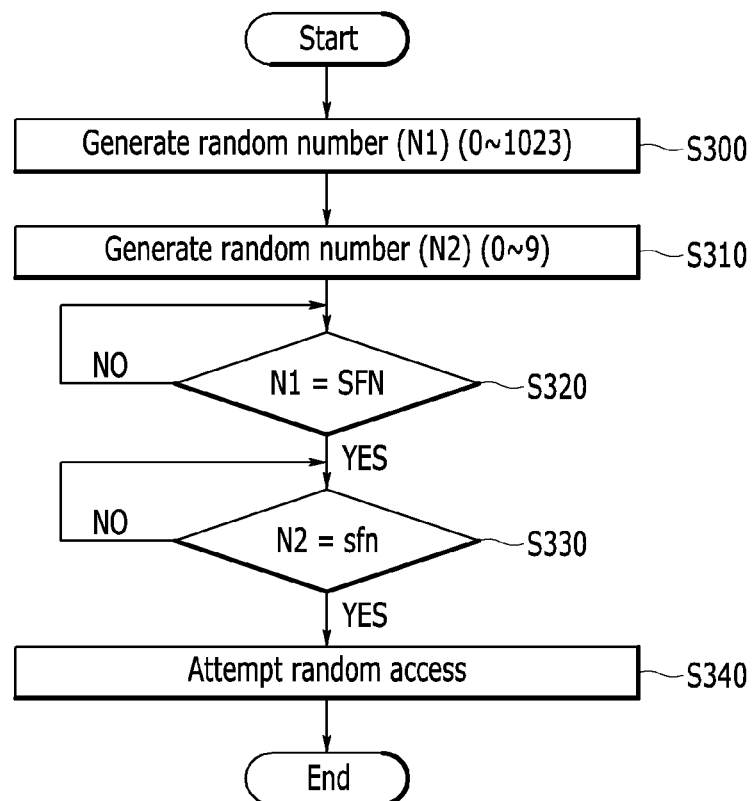 Start
Generate random number (N1) (0~1023)
S300
Generate random number (N2) (0~9)
S310
NO
N1 = SFN
S320
YES
NO
N2 = sfn
S330
YES
Attempt random access
S340
End